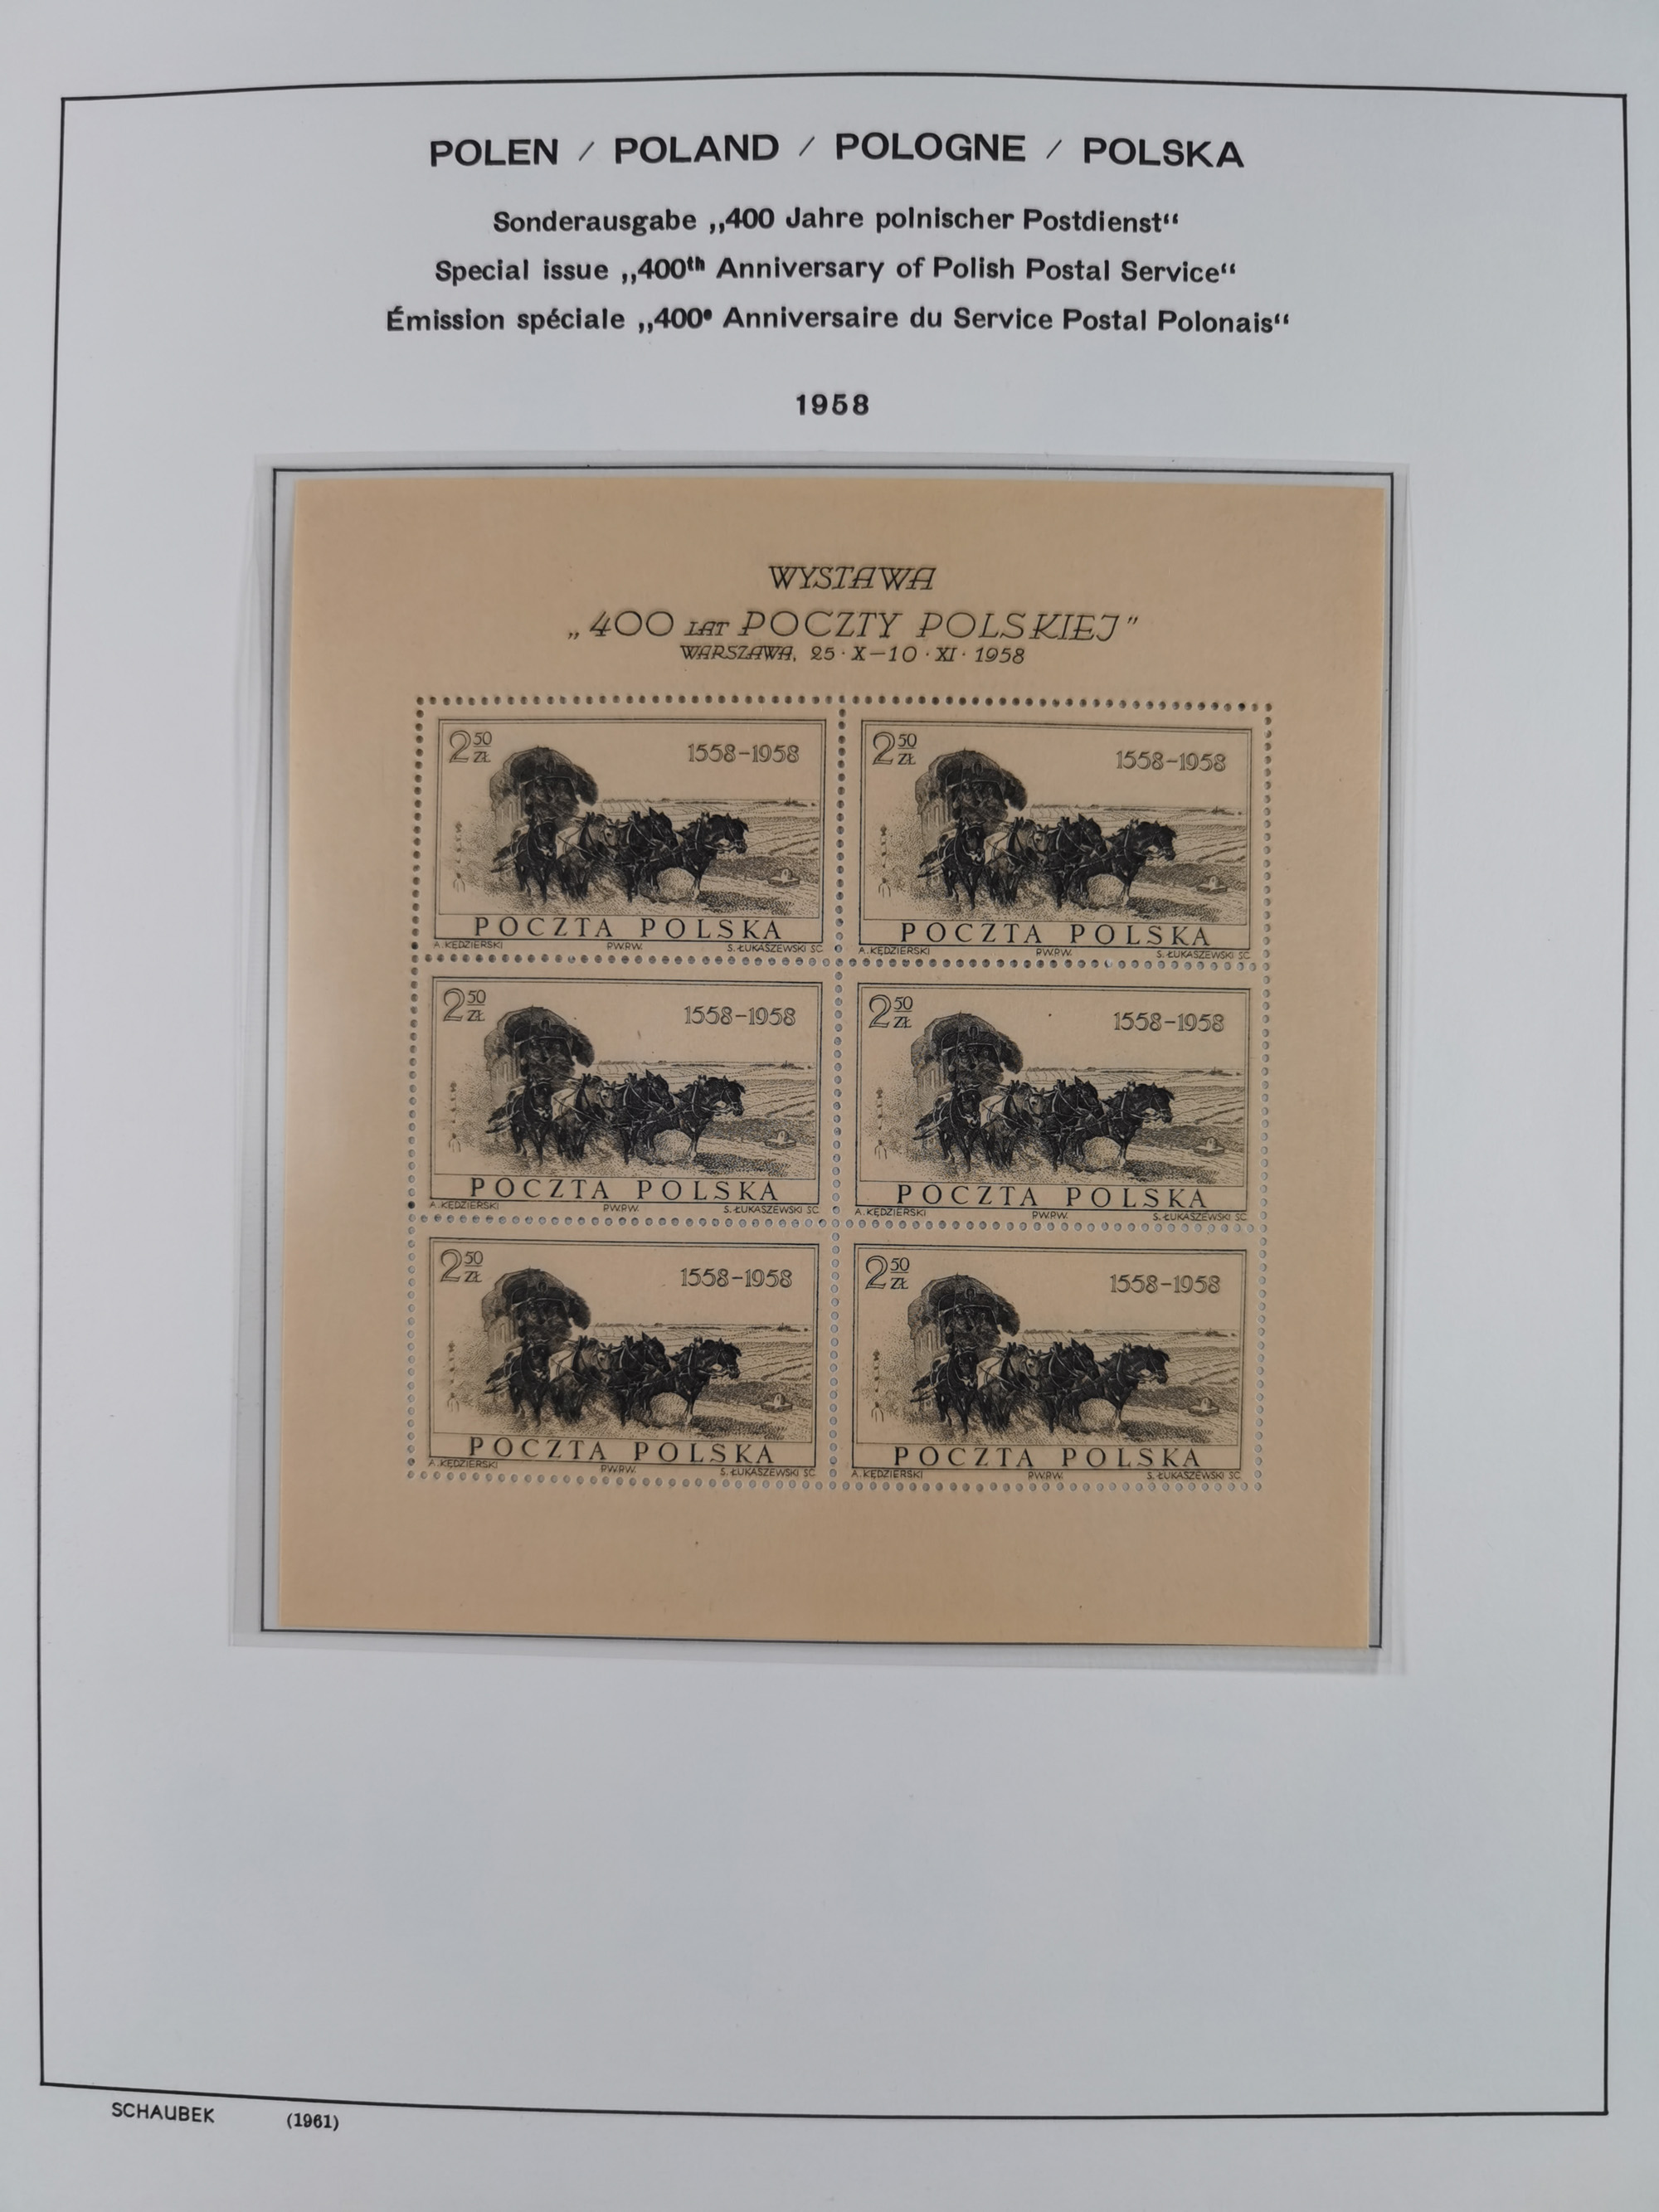 POLEN / POLAND / POLOGNE / POLSKA
Sonderausgabe „400 Jahre polnischer Postdienst“
Special issue „400th Anniversary of Polish Postal Service“
Émission spéciale „400e Anniversaire du Service Postal Polonais“
1958
WYSTAWA
„400 LAT POCZTY POLSKIEJ”
WARSZAWA, 25·X–10·XI·1958
2 50 ZŁ 1558–1958 2 50 ZŁ 1558–1958
POCZTA POLSKA POCZTA POLSKA
A. KĘDZIERSKI PWPW. S. ŁUKASZEWSKI SC. A. KĘDZIERSKI PWPW. S. ŁUKASZEWSKI SC.
2 50 ZŁ 1558–1958 2 50 ZŁ 1558–1958
POCZTA POLSKA POCZTA POLSKA
A. KĘDZIERSKI PWPW. S. ŁUKASZEWSKI SC. A. KĘDZIERSKI PWPW. S. ŁUKASZEWSKI SC.
2 50 ZŁ 1558–1958 2 50 ZŁ 1558–1958
POCZTA POLSKA POCZTA POLSKA
A. KĘDZIERSKI PWPW. S. ŁUKASZEWSKI SC. A. KĘDZIERSKI PWPW. S. ŁUKASZEWSKI SC.
SCHAUBEK (1961)